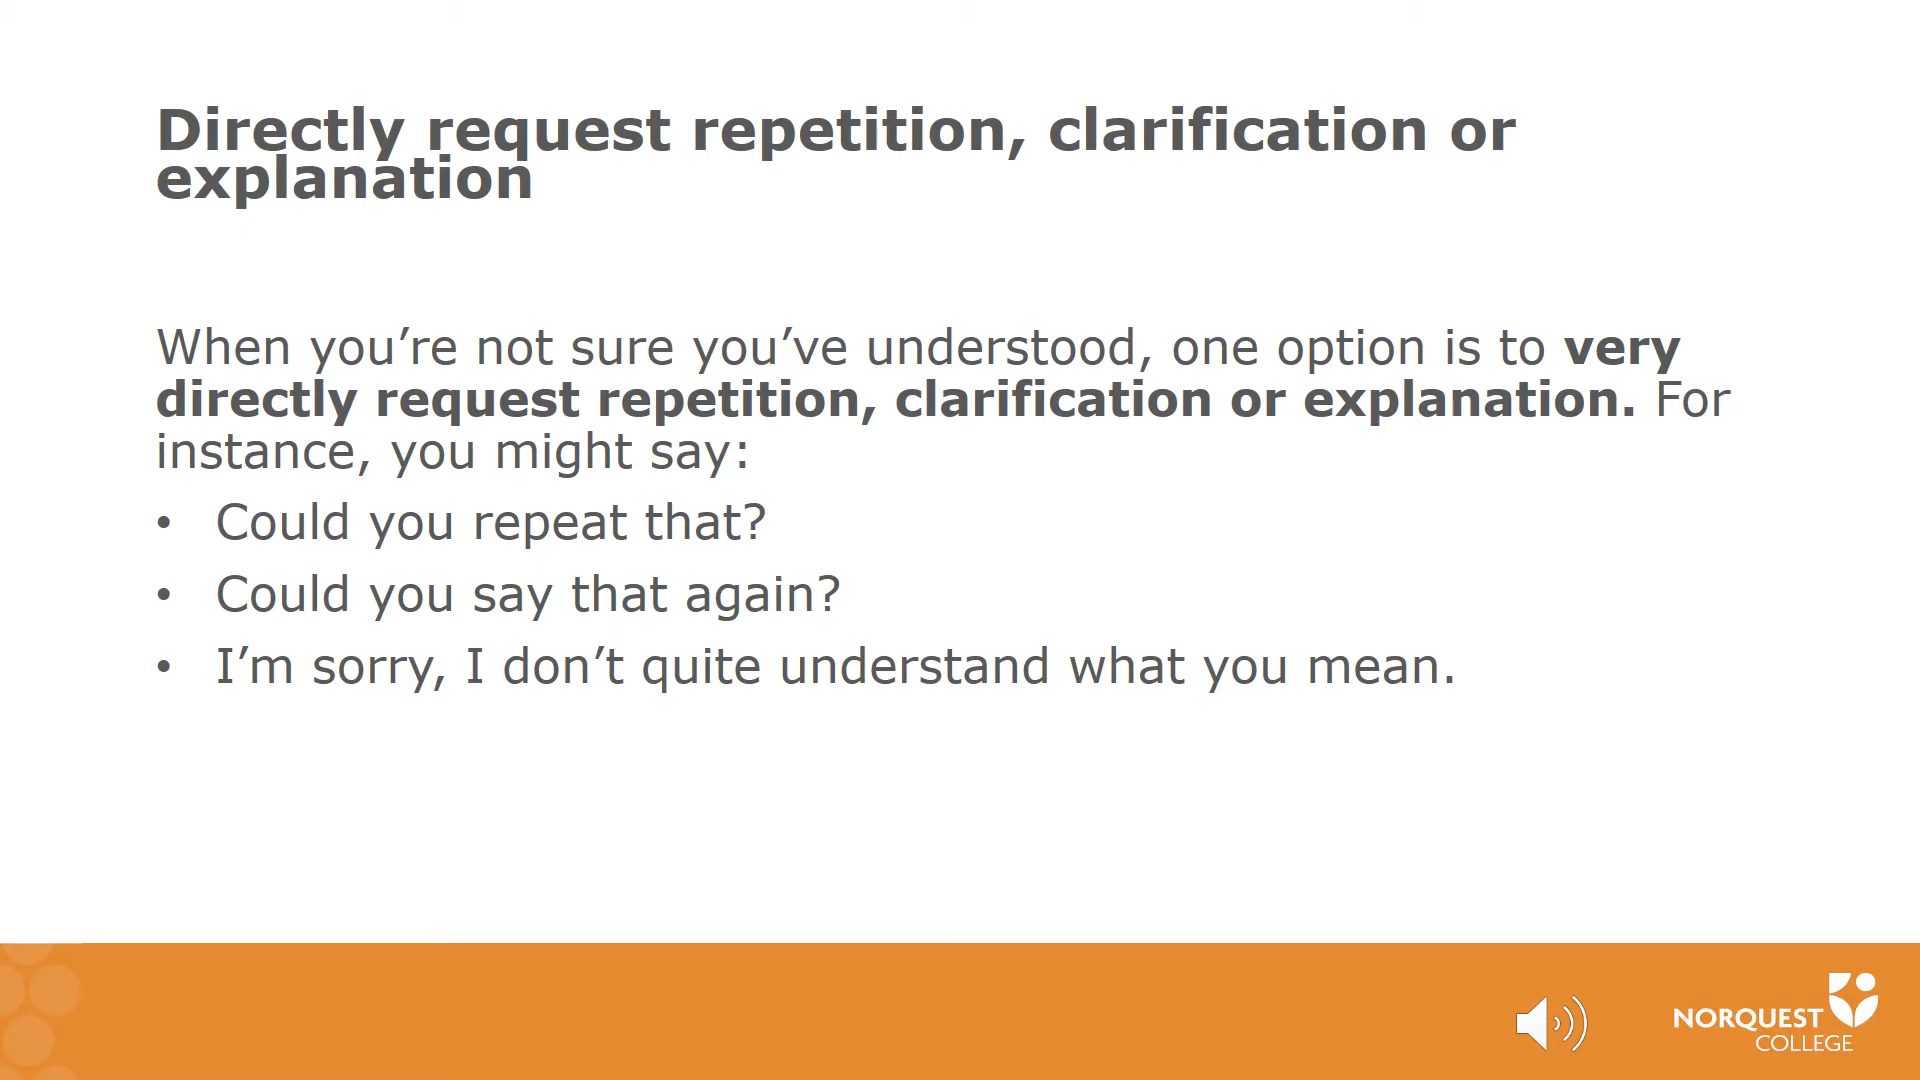 Directly request repetition, clarification or
explanation
When you’re not sure you’ve understood, one option is to very
directly request repetition, clarification or explanation. For
instance, you might say:
• Could you repeat that?
• Could you say that again?
• I’m sorry, I don’t quite understand what you mean.
NORQUEST
COLLEGE